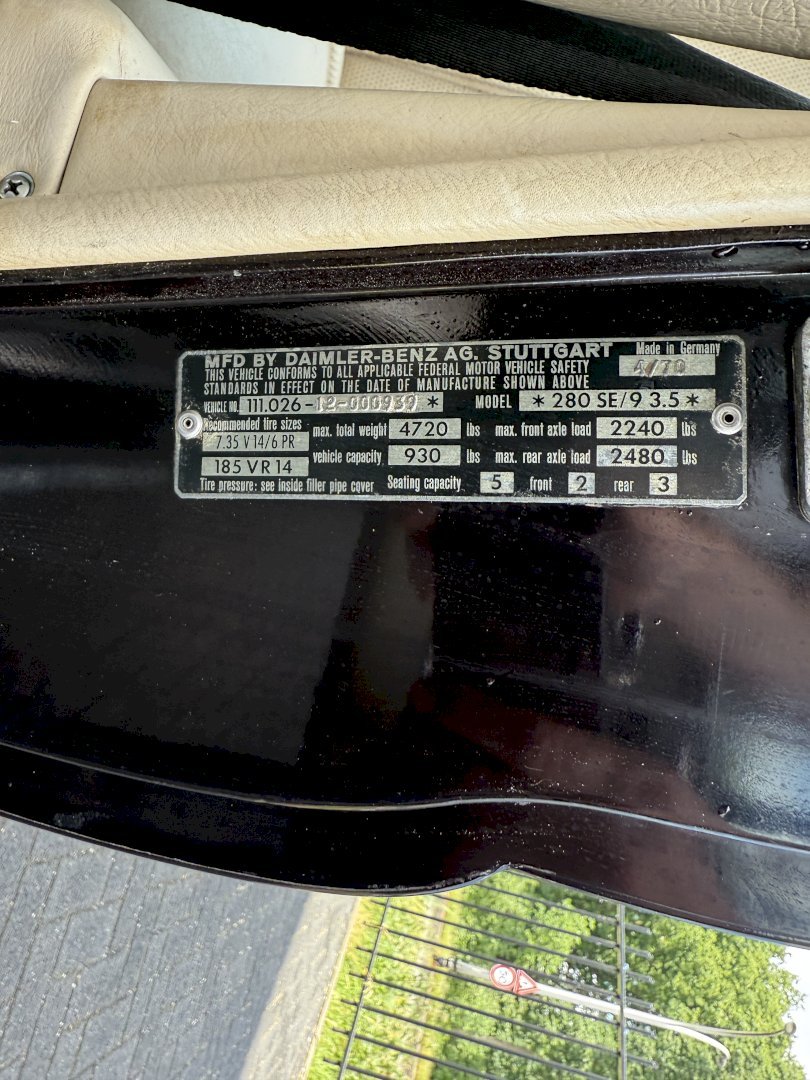 MFD BY DAIMLER-BENZ AG. STUTTGART Made in Germany
THIS VEHICLE CONFORMS TO ALL APPLICABLE FEDERAL MOTOR VEHICLE SAFETY
STANDARDS IN EFFECT ON THE DATE OF MANUFACTURE SHOWN ABOVE
VEHICLE NO. 111.026-12-000939 * MODEL * 280 SE/9 3.5 *
Recommended tire sizes max. total weight 4720 lbs max. front axle load 2240 lbs
7.35 V 14/6 PR
185 VR 14 vehicle capacity 930 lbs max. rear axle load 2480 lbs
Tire pressure: see inside filler pipe cover Seating capacity 5 front 2 rear 3